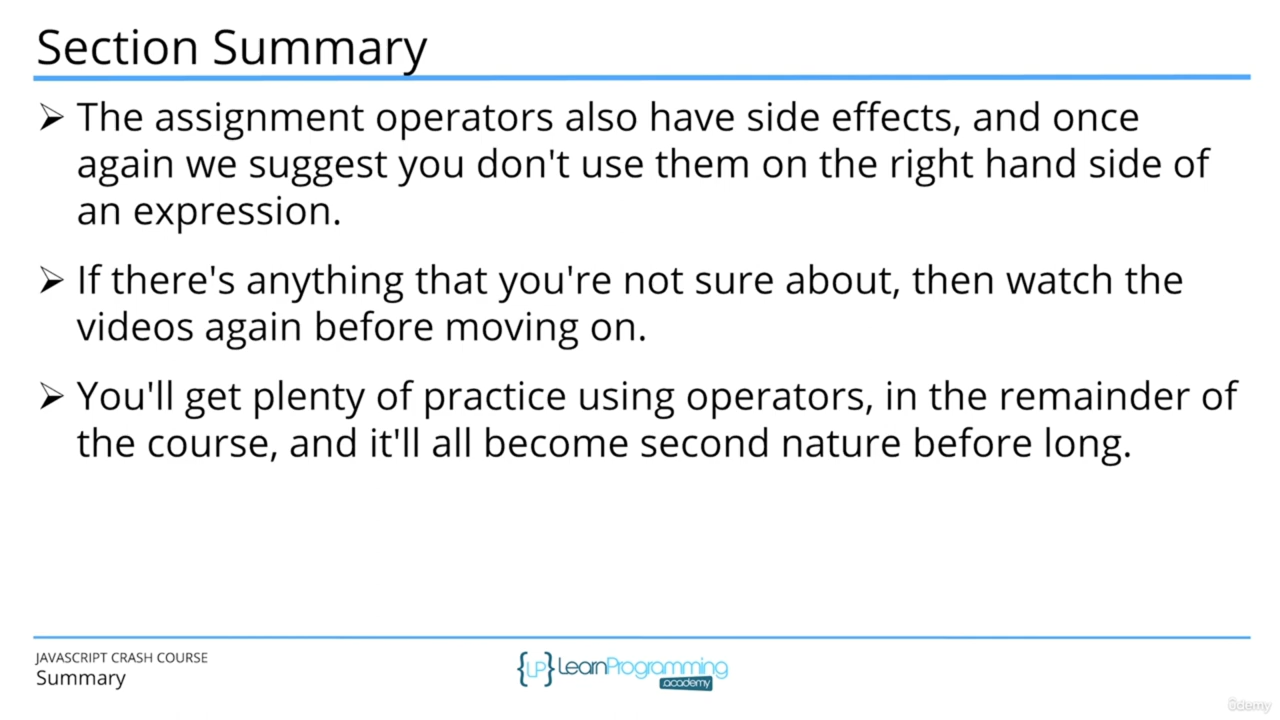 Section Summary
➢ The assignment operators also have side effects, and once
again we suggest you don't use them on the right hand side of
an expression.
➢ If there's anything that you're not sure about, then watch the
videos again before moving on.
➢ You'll get plenty of practice using operators, in the remainder of
the course, and it'll all become second nature before long.
JAVASCRIPT CRASH COURSE
Summary
{LP} LearnProgramming
.academy
ûdemy